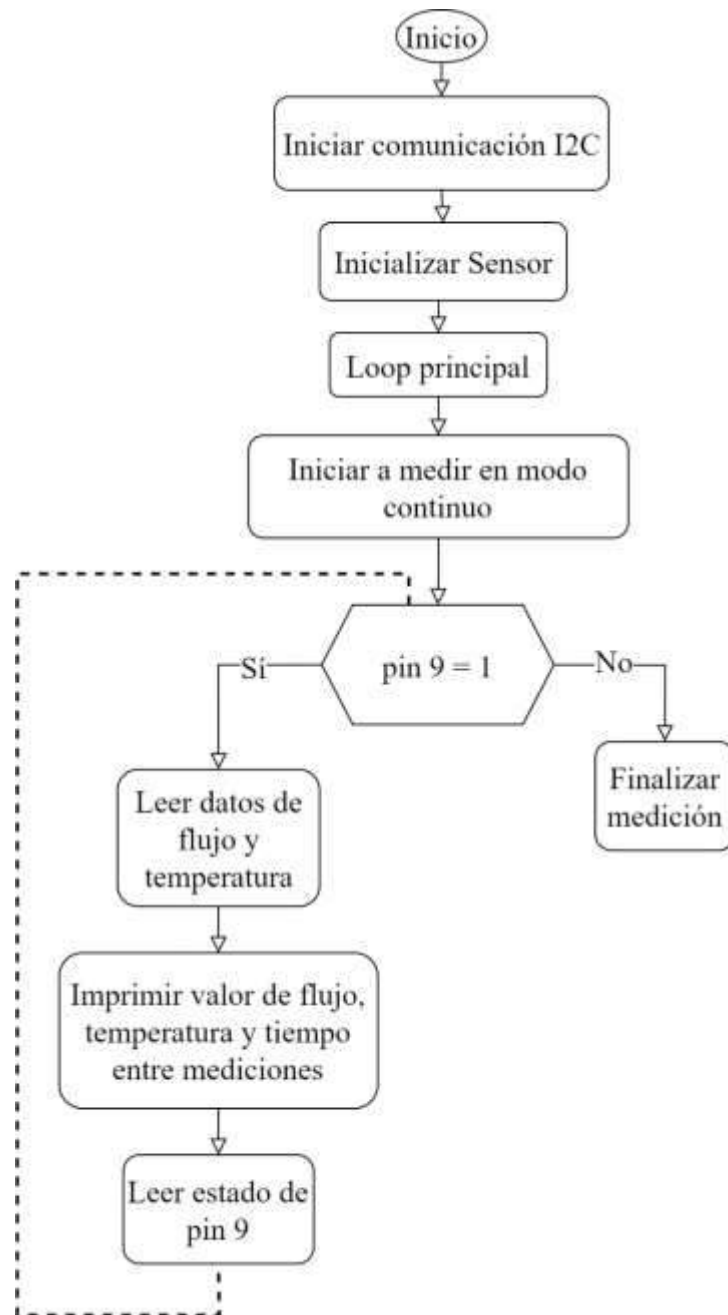 Inicio
Iniciar comunicación I2C
Inicializar Sensor
Loop principal
Iniciar a medir en modo
continuo
pin 9 = 1
Sí
No
Leer datos de
flujo y
temperatura
Finalizar
medición
Imprimir valor de flujo,
temperatura y tiempo
entre mediciones
Leer estado de
pin 9